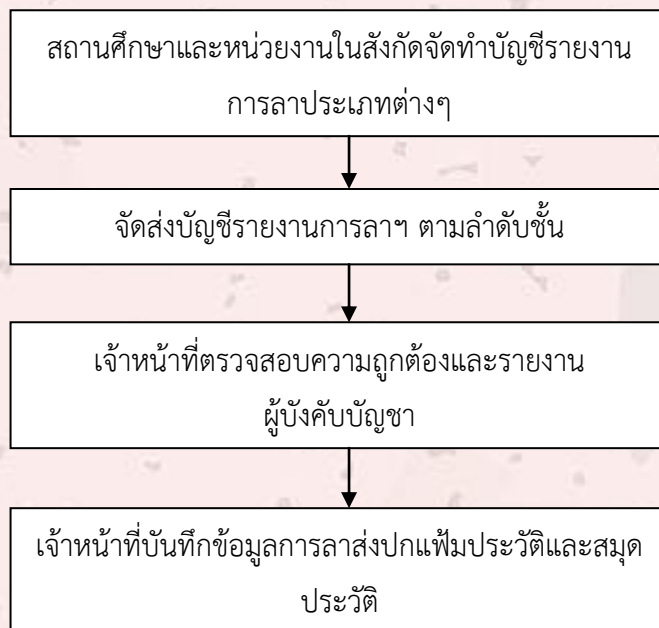 สถานศึกษาและหน่วยงานในสังกัดจัดทำบัญชีรายงาน
การลาประเภทต่างๆ
จัดส่งบัญชีรายงานการลาฯ ตามลำดับชั้น
เจ้าหน้าที่ตรวจสอบความถูกต้องและรายงาน
ผู้บังคับบัญชา
เจ้าหน้าที่บันทึกข้อมูลการลาส่งปกแฟ้มประวัติและสมุด
ประวัติ